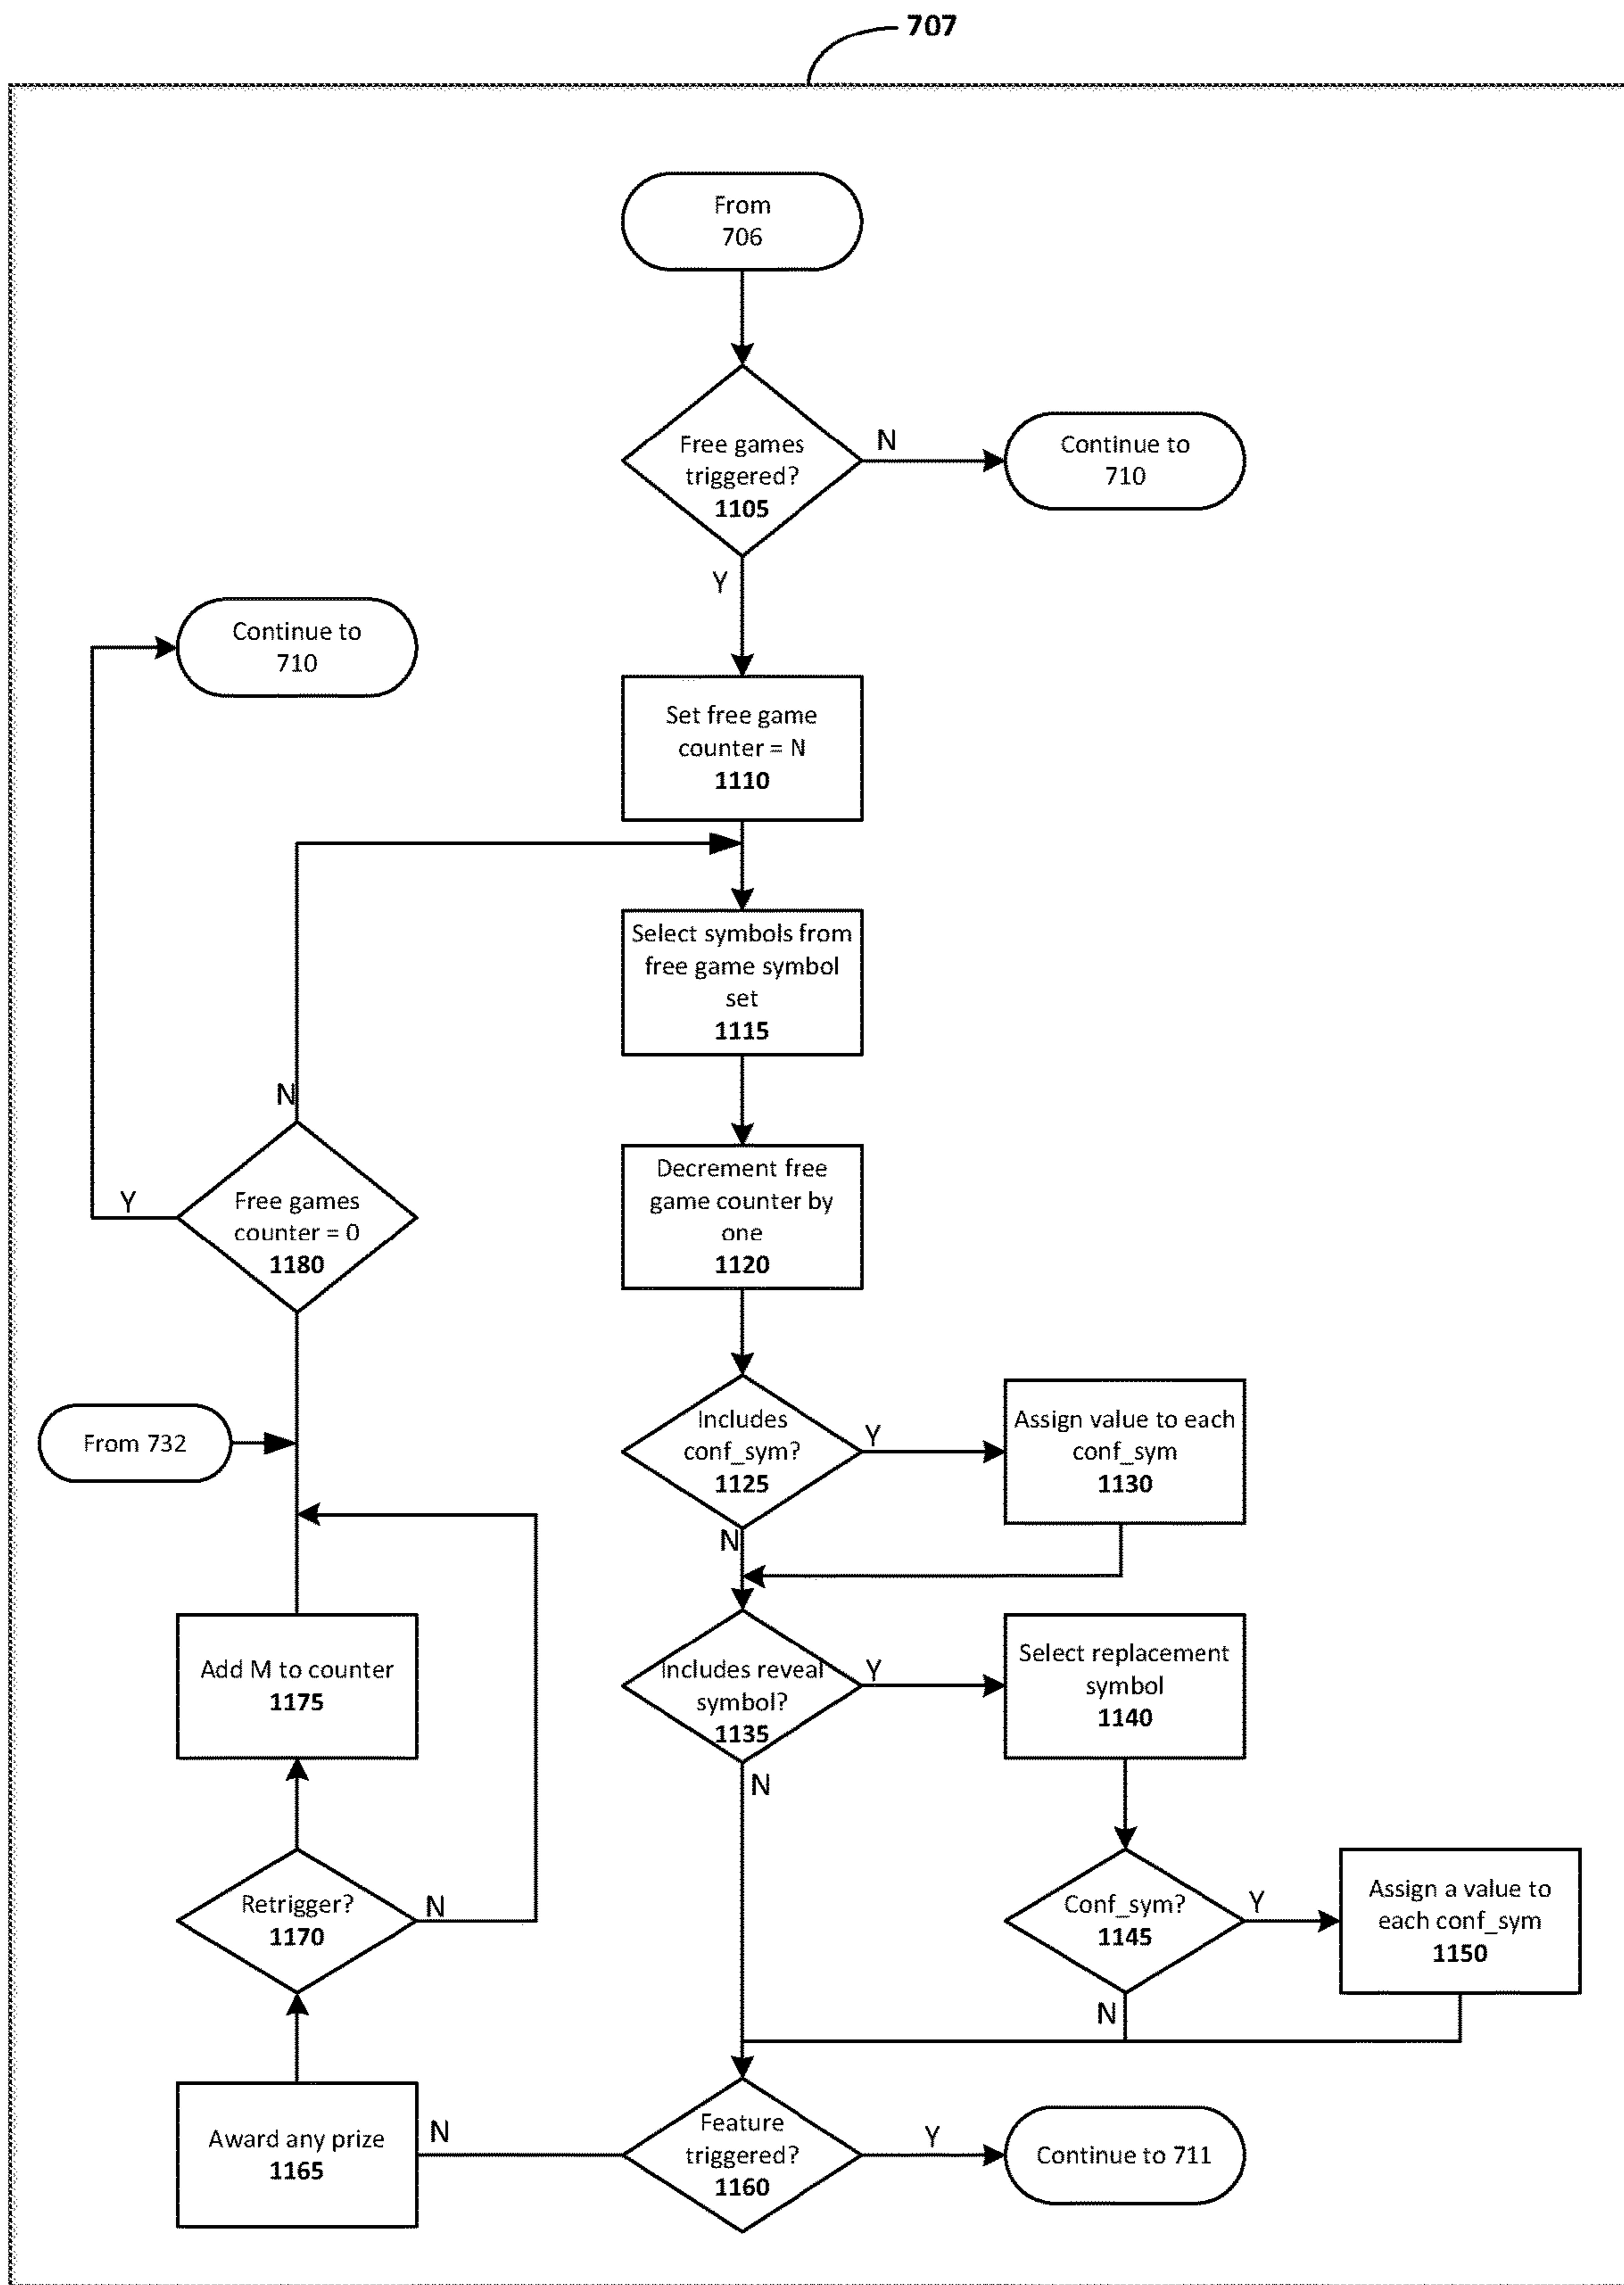 707
From
706
Free games
triggered?
1105
N
Continue to
710
Y
Continue to
710
Set free game
counter = N
1110
Select symbols from
free game symbol
set
1115
N
Decrement free
game counter by
one
1120
Y
Free games
counter = 0
1180
Includes
conf_sym?
1125
Y
Assign value to each
conf_sym
1130
From 732
N
Includes reveal
symbol?
1135
Y
Select replacement
symbol
1140
Add M to counter
1175
N
Retrigger?
1170
N
Conf_sym?
1145
Y
Assign a value to
each conf_sym
1150
N
Award any prize
1165
N
Feature
triggered?
1160
Y
Continue to 711